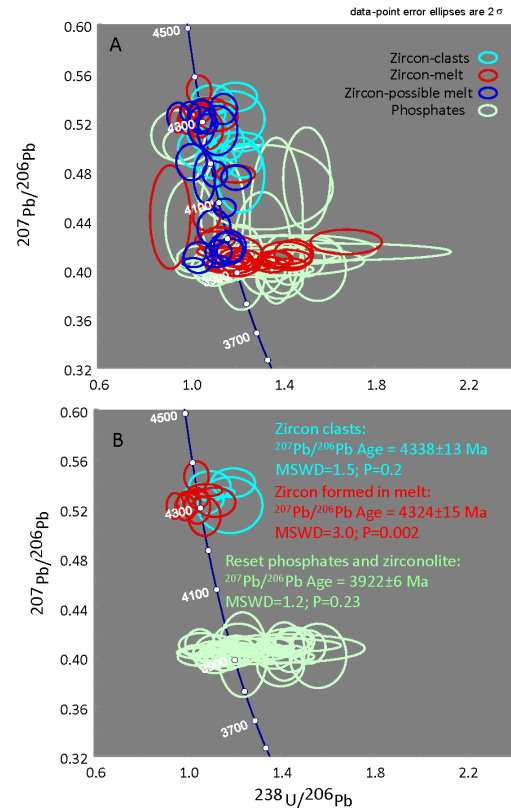 data-point error ellipses are 2 σ
A
4500
Zircon-clasts
Zircon-melt
Zircon-possible melt
Phosphates
4300
4100
3700
0.60
0.56
0.52
0.48
0.44
0.40
0.36
0.32
207Pb/206Pb
0.6
1.0
1.4
1.8
2.2
B
4500
Zircon clasts:
207Pb/206Pb Age = 4338±13 Ma
MSWD=1.5; P=0.2
Zircon formed in melt:
207Pb/206Pb Age = 4324±15 Ma
MSWD=3.0; P=0.002
Reset phosphates and zirconolite:
207Pb/206Pb Age = 3922±6 Ma
MSWD=1.2; P=0.23
4300
4100
3700
0.60
0.56
0.52
0.48
0.44
0.40
0.36
0.32
207Pb/206Pb
0.6
1.0
1.4
1.8
2.2
238U/206Pb